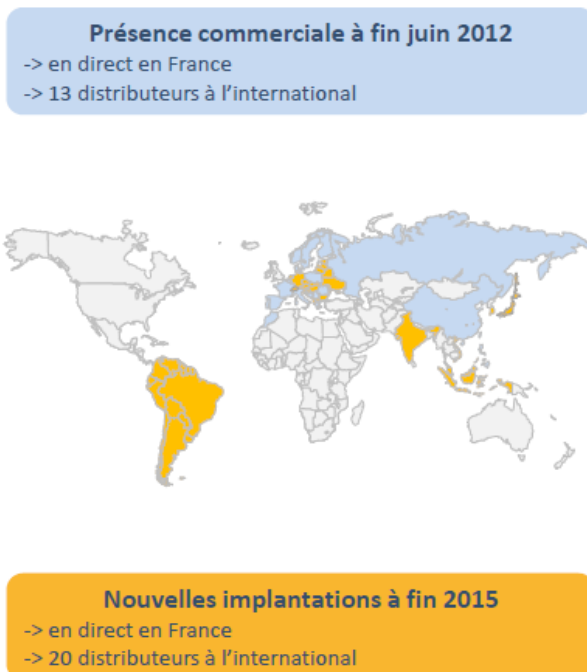 Présence commerciale à fin juin 2012
-> en direct en France
-> 13 distributeurs à l’international
Nouvelles implantations à fin 2015
-> en direct en France
-> 20 distributeurs à l’international